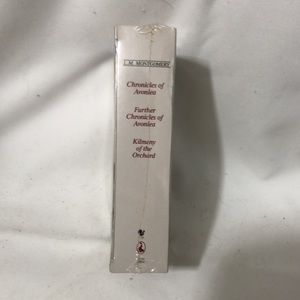 L. M. MONTGOMERY
Chronicles of
Avonlea
Further
Chronicles of
Avonlea
Kilmeny
of the
Orchard